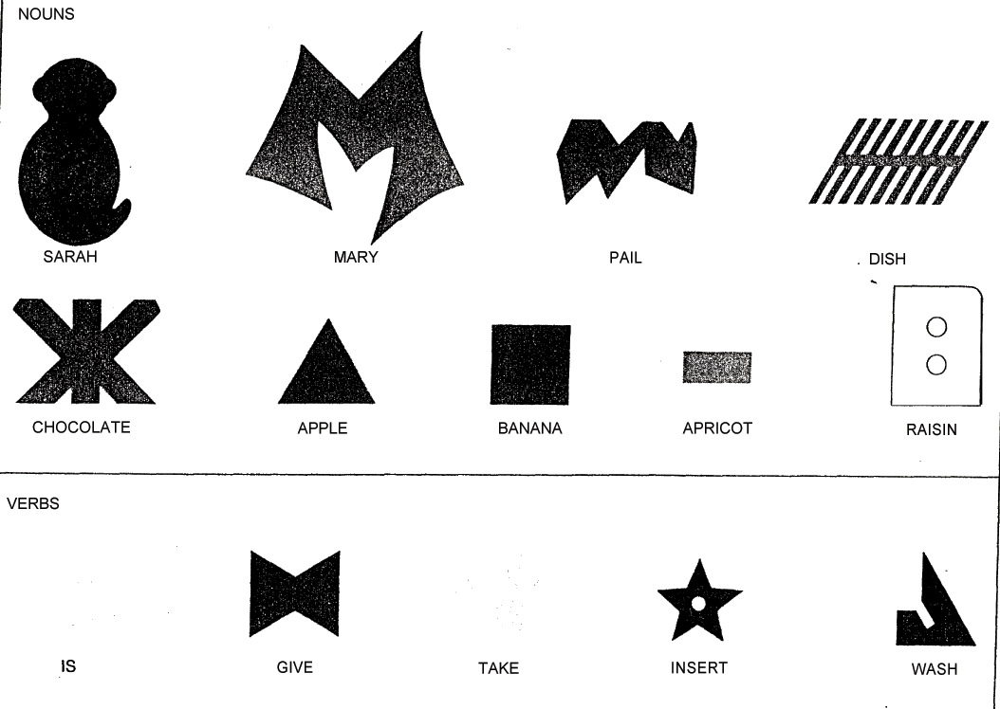 NOUNS
SARAH MARY PAIL DISH
CHOCOLATE APPLE BANANA APRICOT RAISIN
VERBS
IS GIVE TAKE INSERT WASH